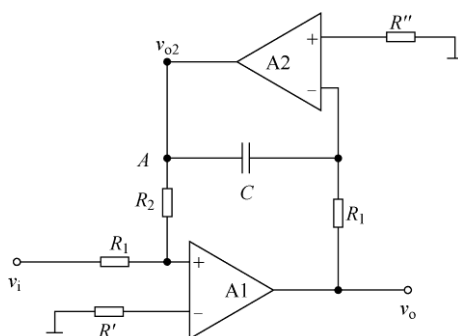 R"
+
A2
v_o2
−
A
C
R_2
R_1
R_1
+
v_i
A1
v_o
−
R'